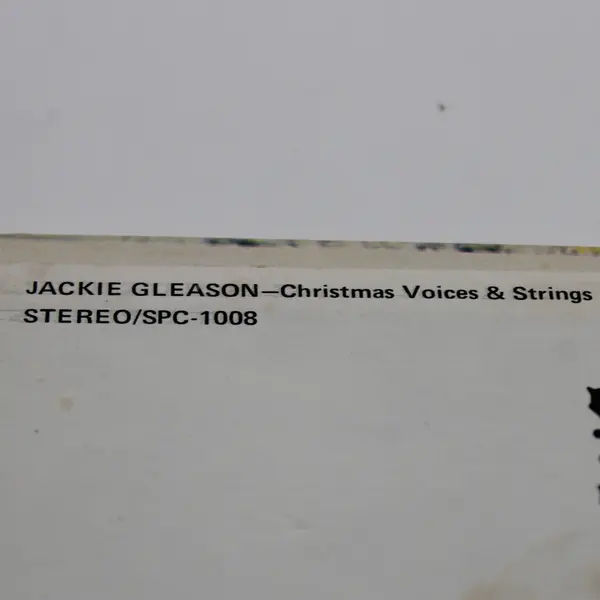 JACKIE GLEASON—Christmas Voices & Strings
STEREO/SPC-1008